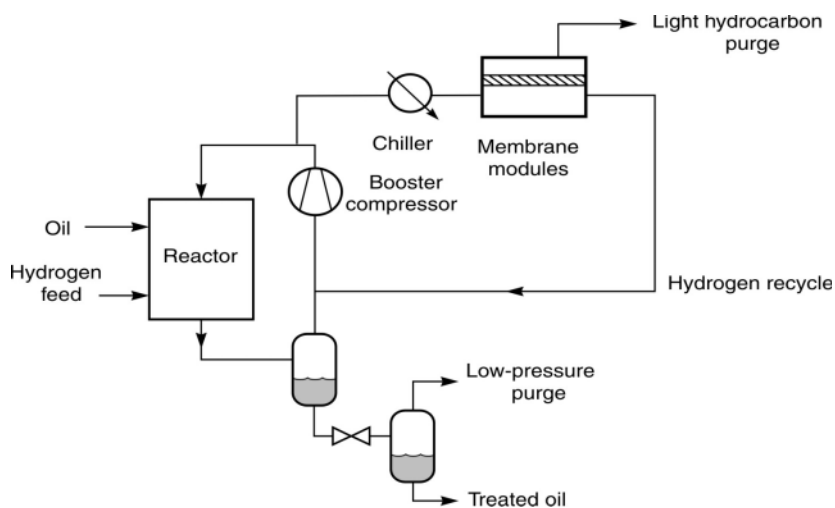 Light hydrocarbon
purge
Chiller
Membrane
modules
Booster
compressor
Oil
Reactor
Hydrogen
feed
Hydrogen recycle
Low-pressure
purge
Treated oil